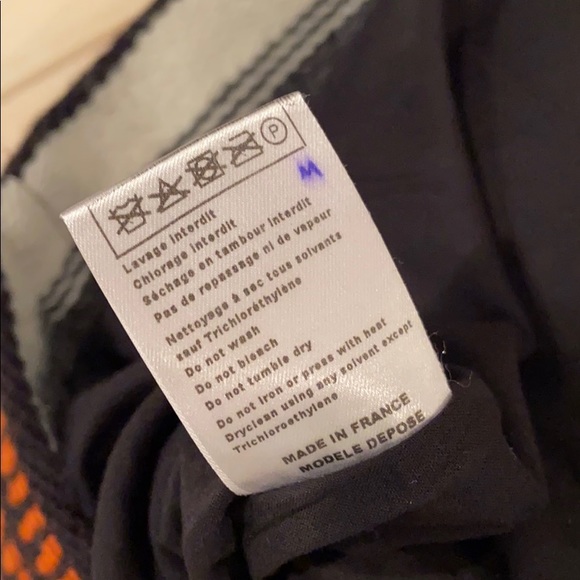 P
M
Lavage interdit
Chlorage interdit
Séchage en tambour interdit
Pas de repassage ni de vapeur
Nettoyage à sec tous solvants
sauf Trichloréthylène
Do not wash
Do not bleach
Do not tumble dry
Do not iron or press with heat
Dryclean using any solvent except
Trichloroethylene
MADE IN FRANCE
MODELE DEPOSE